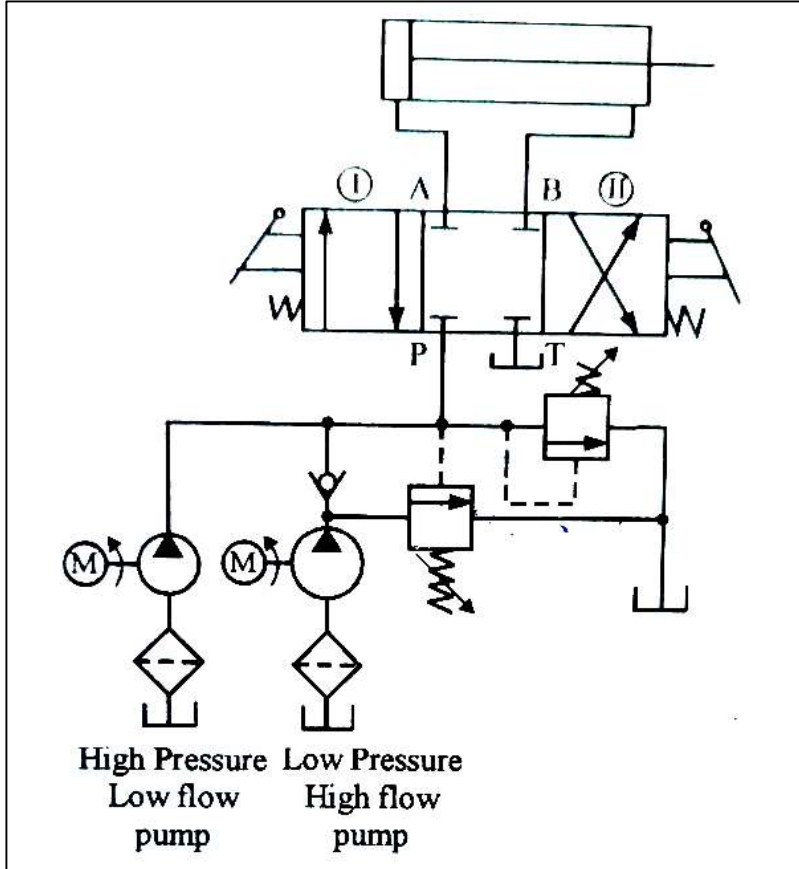 I A B II
P T
M M
High Pressure Low Pressure
Low flow High flow
pump pump